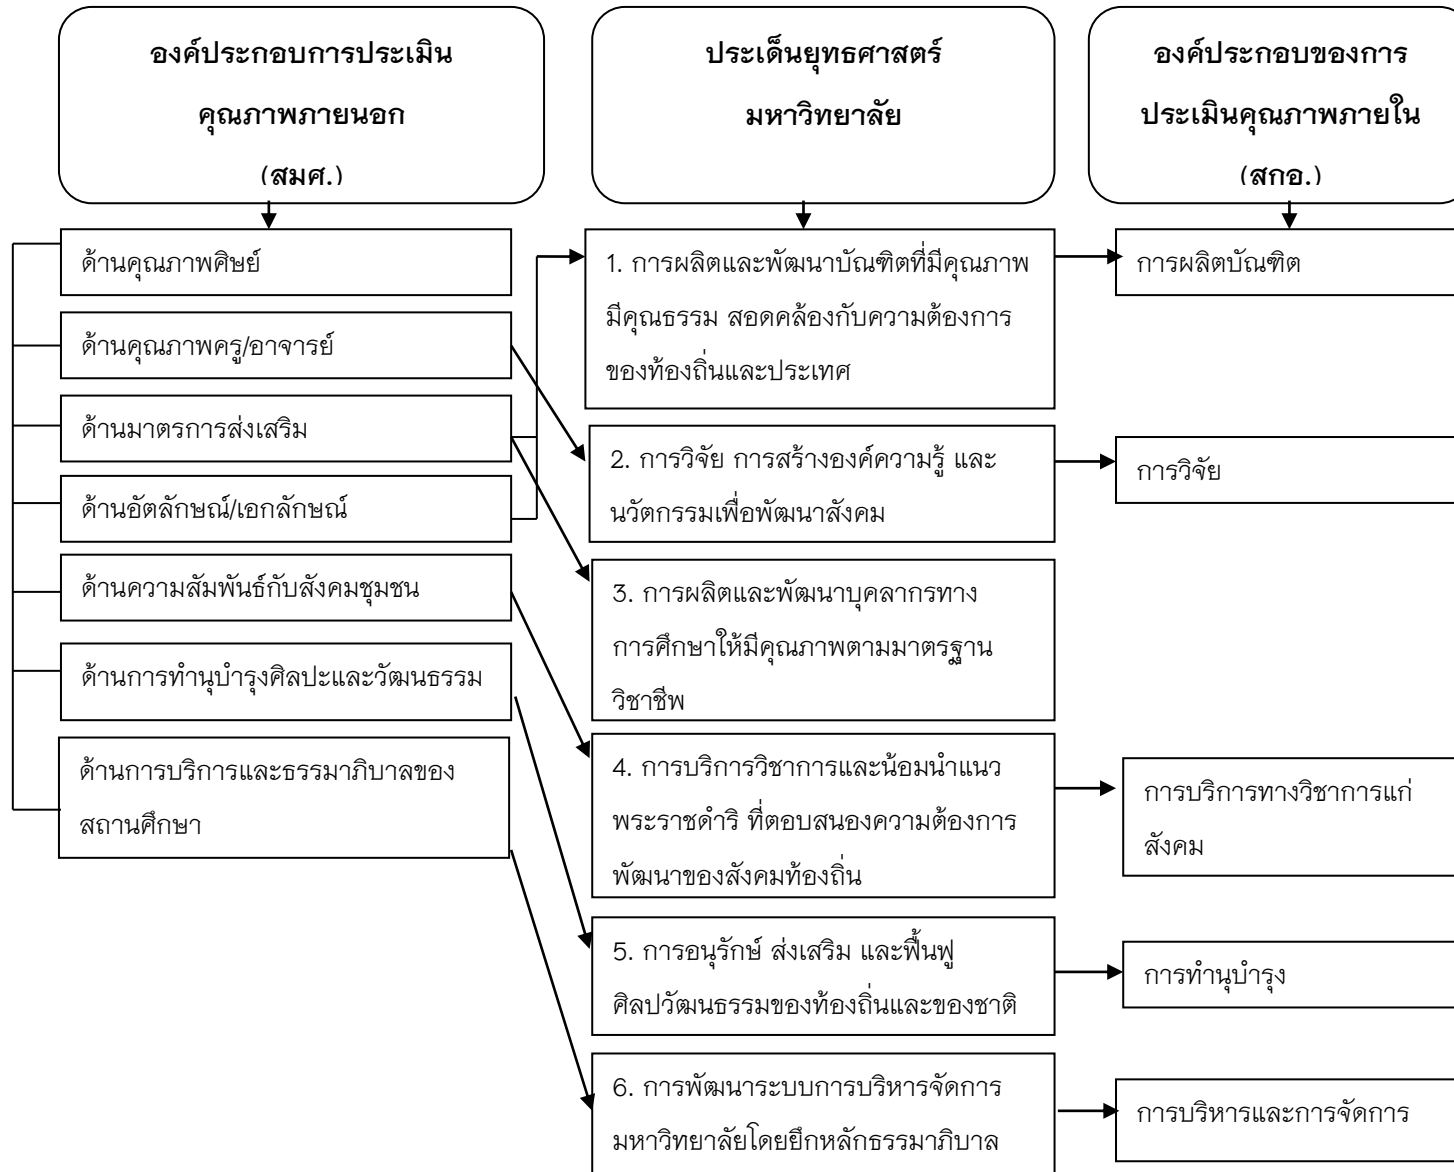 องค์ประกอบการประเมิน
คุณภาพภายนอก
(สมศ.)
ด้านคุณภาพศิษย์
ด้านคุณภาพครู/อาจารย์
ด้านมาตรการส่งเสริม
ด้านอัตลักษณ์/เอกลักษณ์
ด้านความสัมพันธ์กับสังคมชุมชน
ด้านการทำนุบำรุงศิลปะและวัฒนธรรม
ด้านการบริการและธรรมาภิบาลของ
สถานศึกษา
ประเด็นยุทธศาสตร์
มหาวิทยาลัย
1. การผลิตและพัฒนาบัณฑิตที่มีคุณภาพ
มีคุณธรรม สอดคล้องกับความต้องการ
ของท้องถิ่นและประเทศ
2. การวิจัย การสร้างองค์ความรู้ และ
นวัตกรรมเพื่อพัฒนาสังคม
3. การผลิตและพัฒนาบุคลากรทาง
การศึกษาให้มีคุณภาพตามมาตรฐาน
วิชาชีพ
4. การบริการวิชาการและน้อมนำแนว
พระราชดำริ ที่ตอบสนองความต้องการ
พัฒนาของสังคมท้องถิ่น
5. การอนุรักษ์ ส่งเสริม และฟื้นฟู
ศิลปวัฒนธรรมของท้องถิ่นและของชาติ
6. การพัฒนาระบบการบริหารจัดการ
มหาวิทยาลัยโดยยึดหลักธรรมาภิบาล
องค์ประกอบของการ
ประเมินคุณภาพภายใน
(สกอ.)
การผลิตบัณฑิต
การวิจัย
การบริการทางวิชาการแก่
สังคม
การทำนุบำรุง
การบริหารและการจัดการ